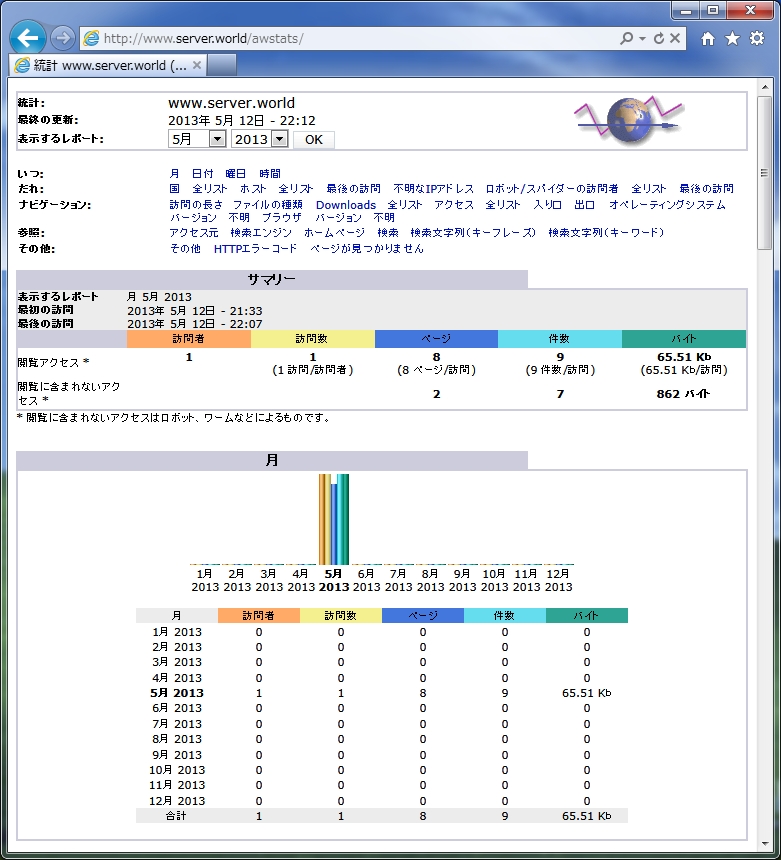 http://www.server.world/awstats/
統計 www.server.world (...
統計: www.server.world
最終の更新: 2013年 5月 12日 - 22:12
表示するレポート: 5月 2013 OK
いつ: 月 日付 曜日 時間
だれ: 国 全リスト ホスト 全リスト 最後の訪問 不明なIPアドレス ロボット/スパイダーの訪問者 全リスト 最後の訪問
ナビゲーション: 訪問の長さ ファイルの種類 Downloads 全リスト アクセス 全リスト 入り口 出口 オペレーティングシステム
バージョン 不明 ブラウザ バージョン 不明
参照: アクセス元 検索エンジン ホームページ 検索 検索文字列(キーフレーズ) 検索文字列(キーワード)
その他: その他 HTTPエラーコード ページが見つかりません
サマリー
表示するレポート 月 5月 2013
最初の訪問 2013年 5月 12日 - 21:33
最後の訪問 2013年 5月 12日 - 22:07
訪問者 訪問数 ページ 件数 バイト
閲覧アクセス * 1 1 8 9 65.51 Kb
(1 訪問/訪問者) (8 ページ/訪問) (9 件数/訪問) (65.51 Kb/訪問)
閲覧に含まれないアク
セス * 2 7 862 バイト
* 閲覧に含まれないアクセスはロボット、ワームなどによるものです。
月
1月 2月 3月 4月 5月 6月 7月 8月 9月 10月 11月 12月
2013 2013 2013 2013 2013 2013 2013 2013 2013 2013 2013 2013
月 訪問者 訪問数 ページ 件数 バイト
1月 2013 0 0 0 0 0
2月 2013 0 0 0 0 0
3月 2013 0 0 0 0 0
4月 2013 0 0 0 0 0
5月 2013 1 1 8 9 65.51 Kb
6月 2013 0 0 0 0 0
7月 2013 0 0 0 0 0
8月 2013 0 0 0 0 0
9月 2013 0 0 0 0 0
10月 2013 0 0 0 0 0
11月 2013 0 0 0 0 0
12月 2013 0 0 0 0 0
合計 1 1 8 9 65.51 Kb